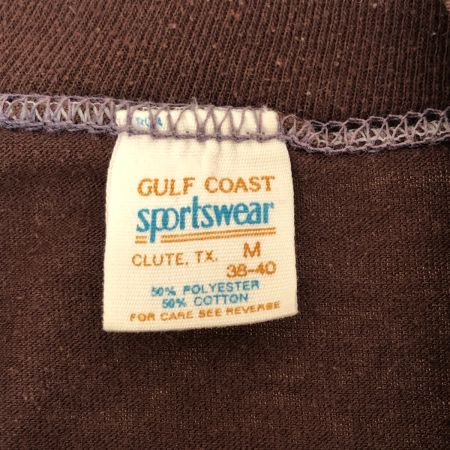 GULF COAST
sportswear
CLUTE, TX. M
38-40
50% POLYESTER
50% COTTON
FOR CARE SEE REVERSE